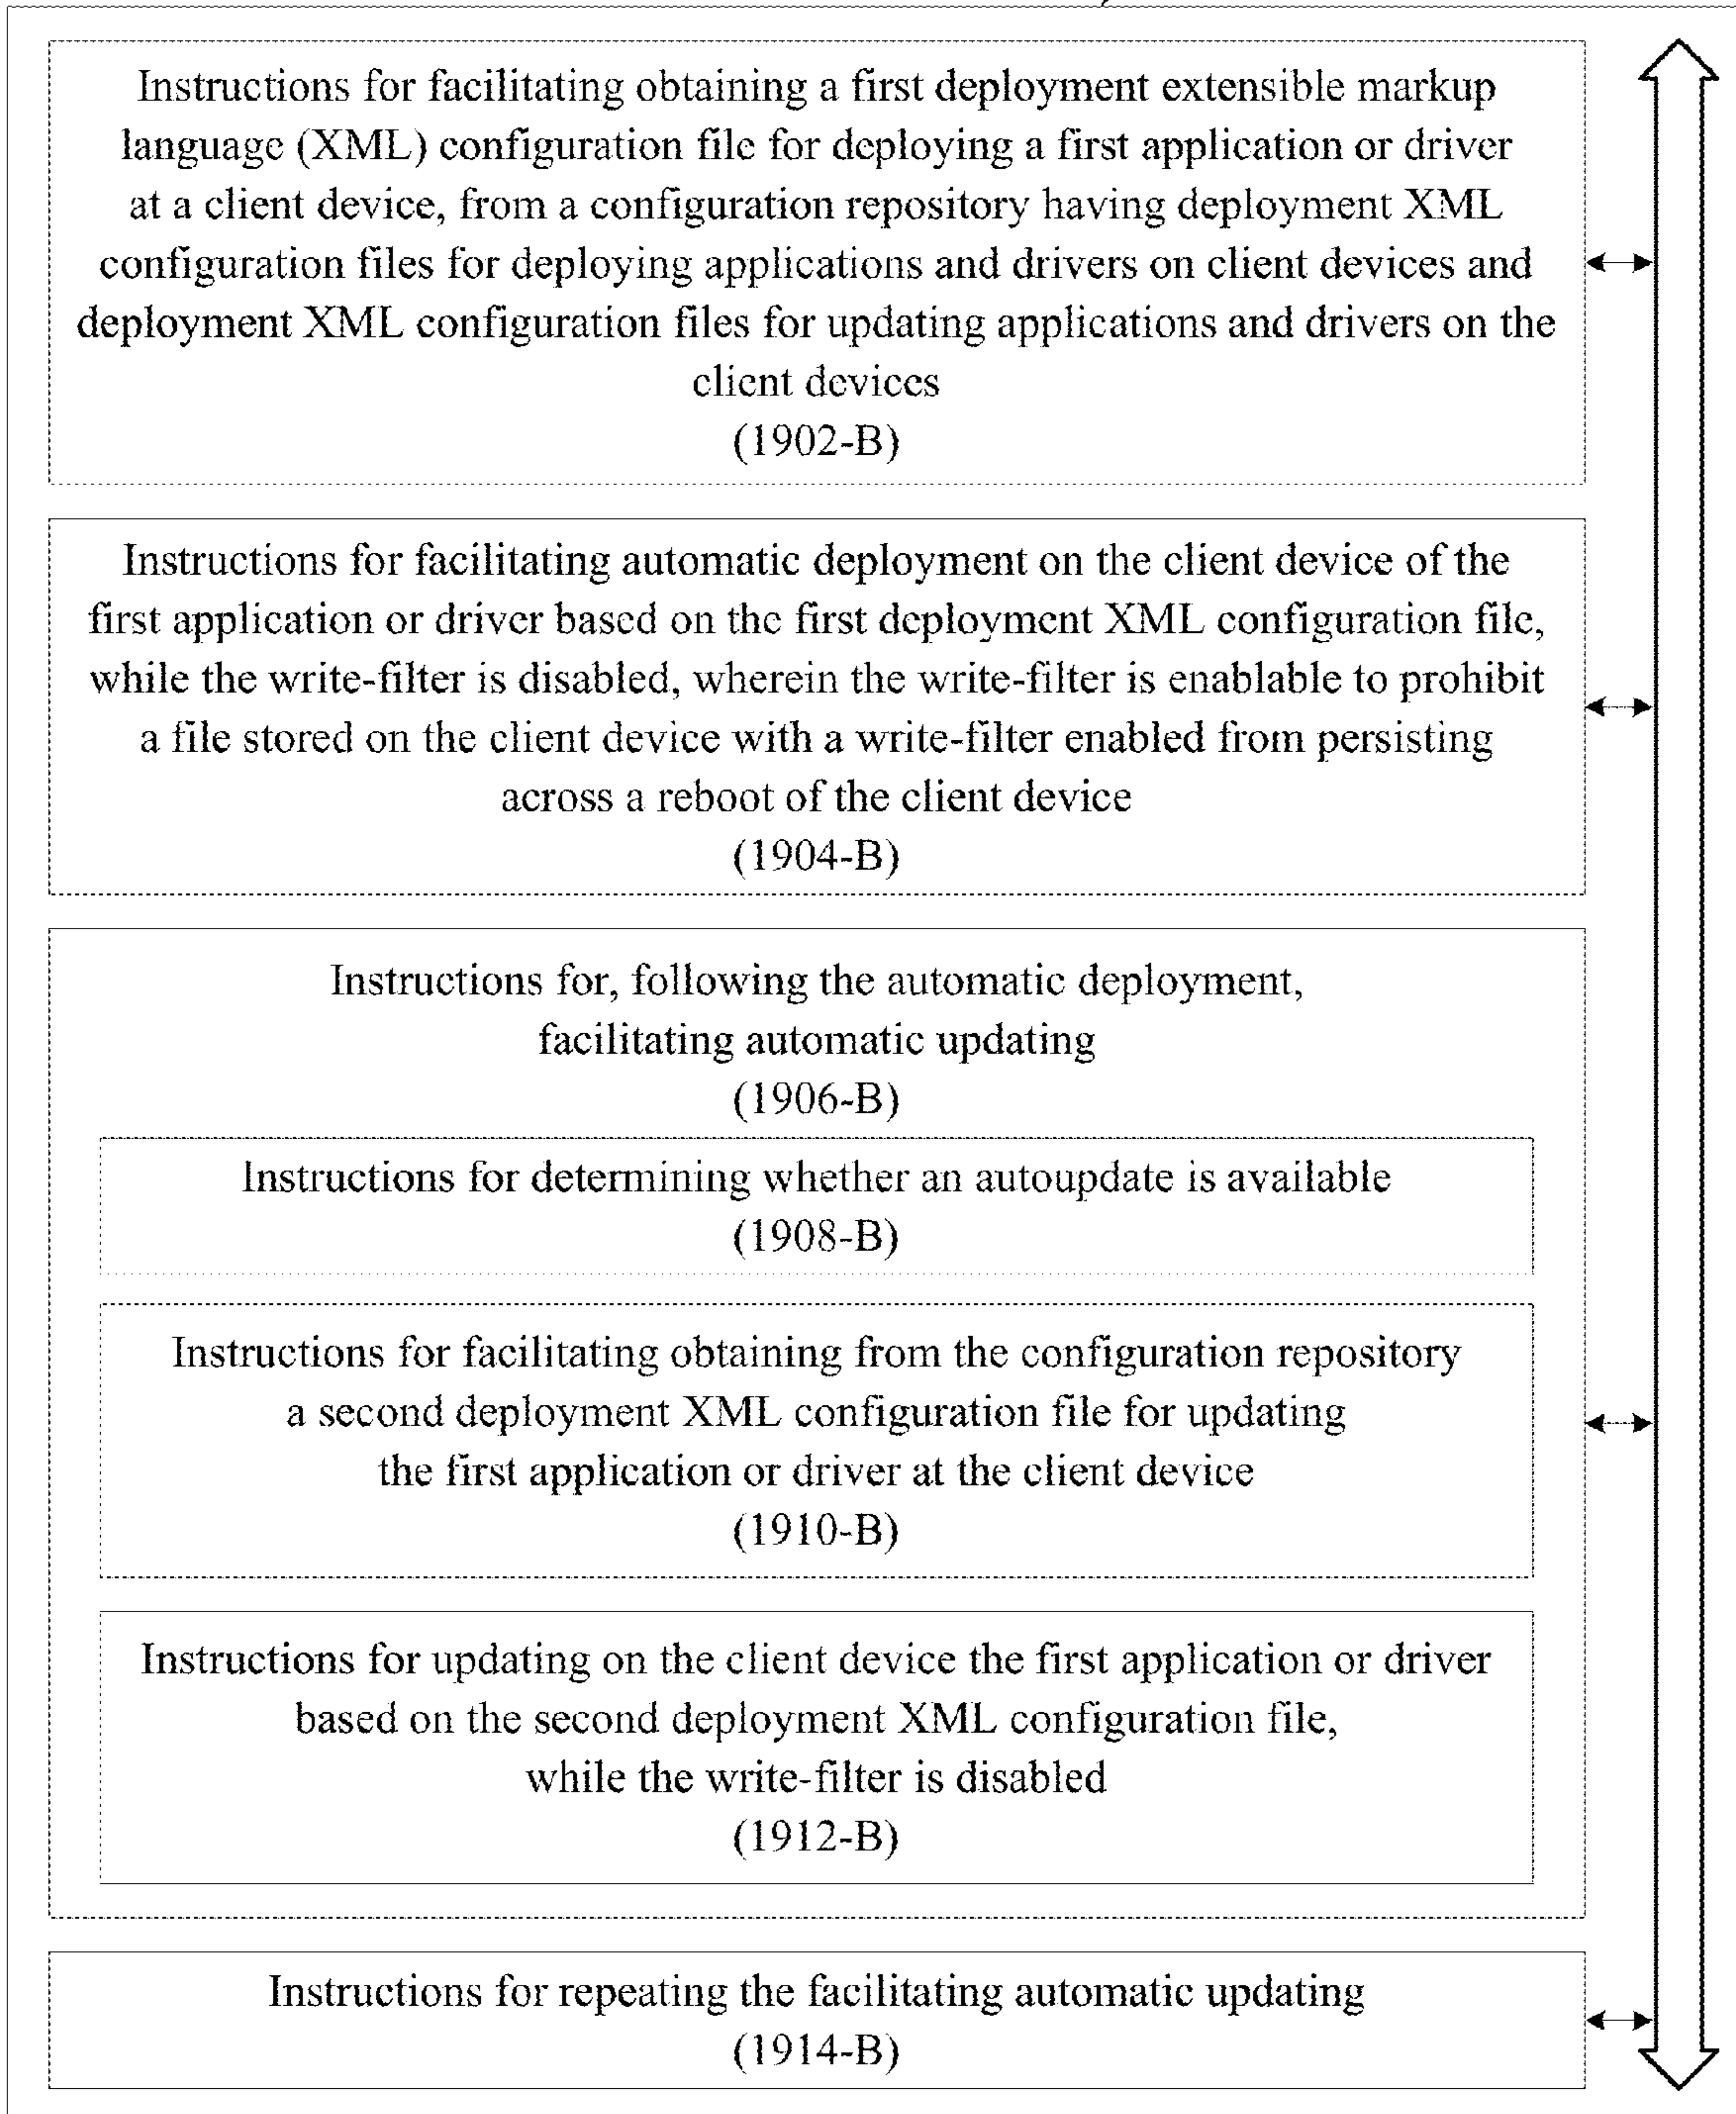 Instructions for facilitating obtaining a first deployment extensible markup
language (XML) configuration file for deploying a first application or driver
at a client device, from a configuration repository having deployment XML
configuration files for deploying applications and drivers on client devices and
deployment XML configuration files for updating applications and drivers on the
client devices
(1902-B)
Instructions for facilitating automatic deployment on the client device of the
first application or driver based on the first deployment XML configuration file,
while the write-filter is disabled, wherein the write-filter is enablable to prohibit
a file stored on the client device with a write-filter enabled from persisting
across a reboot of the client device
(1904-B)
Instructions for, following the automatic deployment,
facilitating automatic updating
(1906-B)
Instructions for determining whether an autoupdate is available
(1908-B)
Instructions for facilitating obtaining from the configuration repository
a second deployment XML configuration file for updating
the first application or driver at the client device
(1910-B)
Instructions for updating on the client device the first application or driver
based on the second deployment XML configuration file,
while the write-filter is disabled
(1912-B)
Instructions for repeating the facilitating automatic updating
(1914-B)